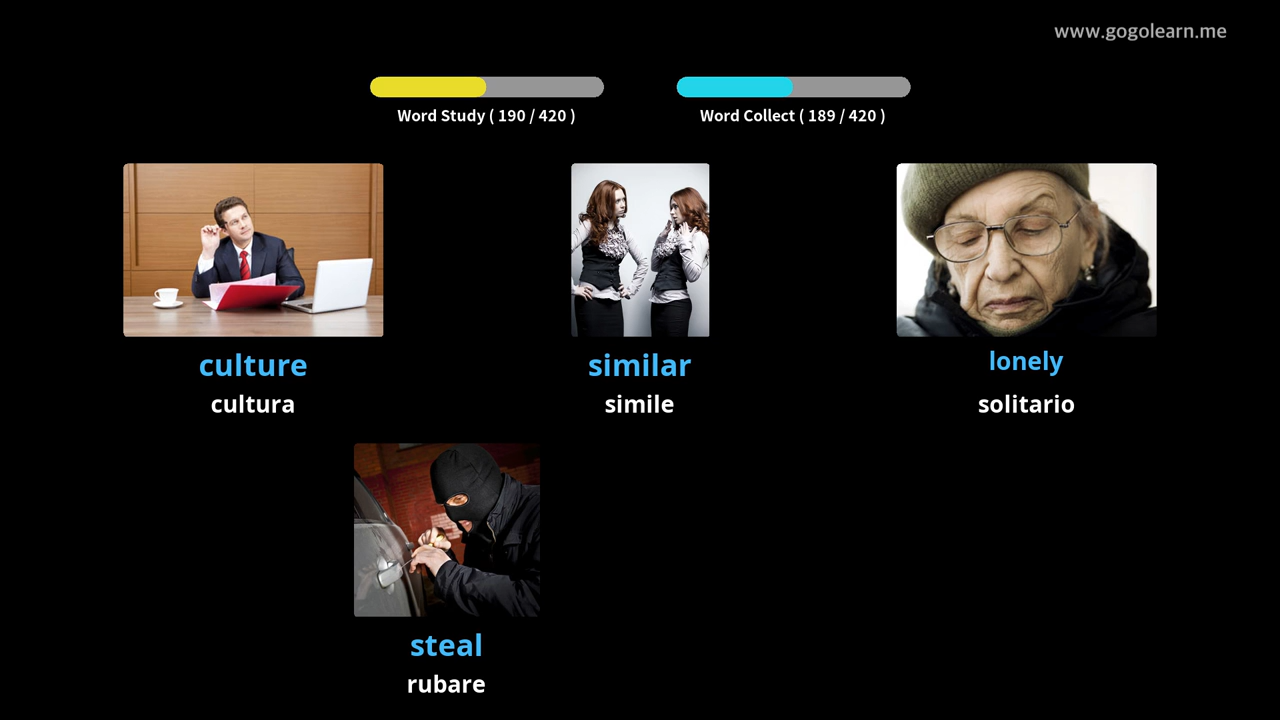 www.gogolearn.me
Word Study ( 190 / 420 )
Word Collect ( 189 / 420 )
culture
cultura
similar
simile
lonely
solitario
steal
rubare